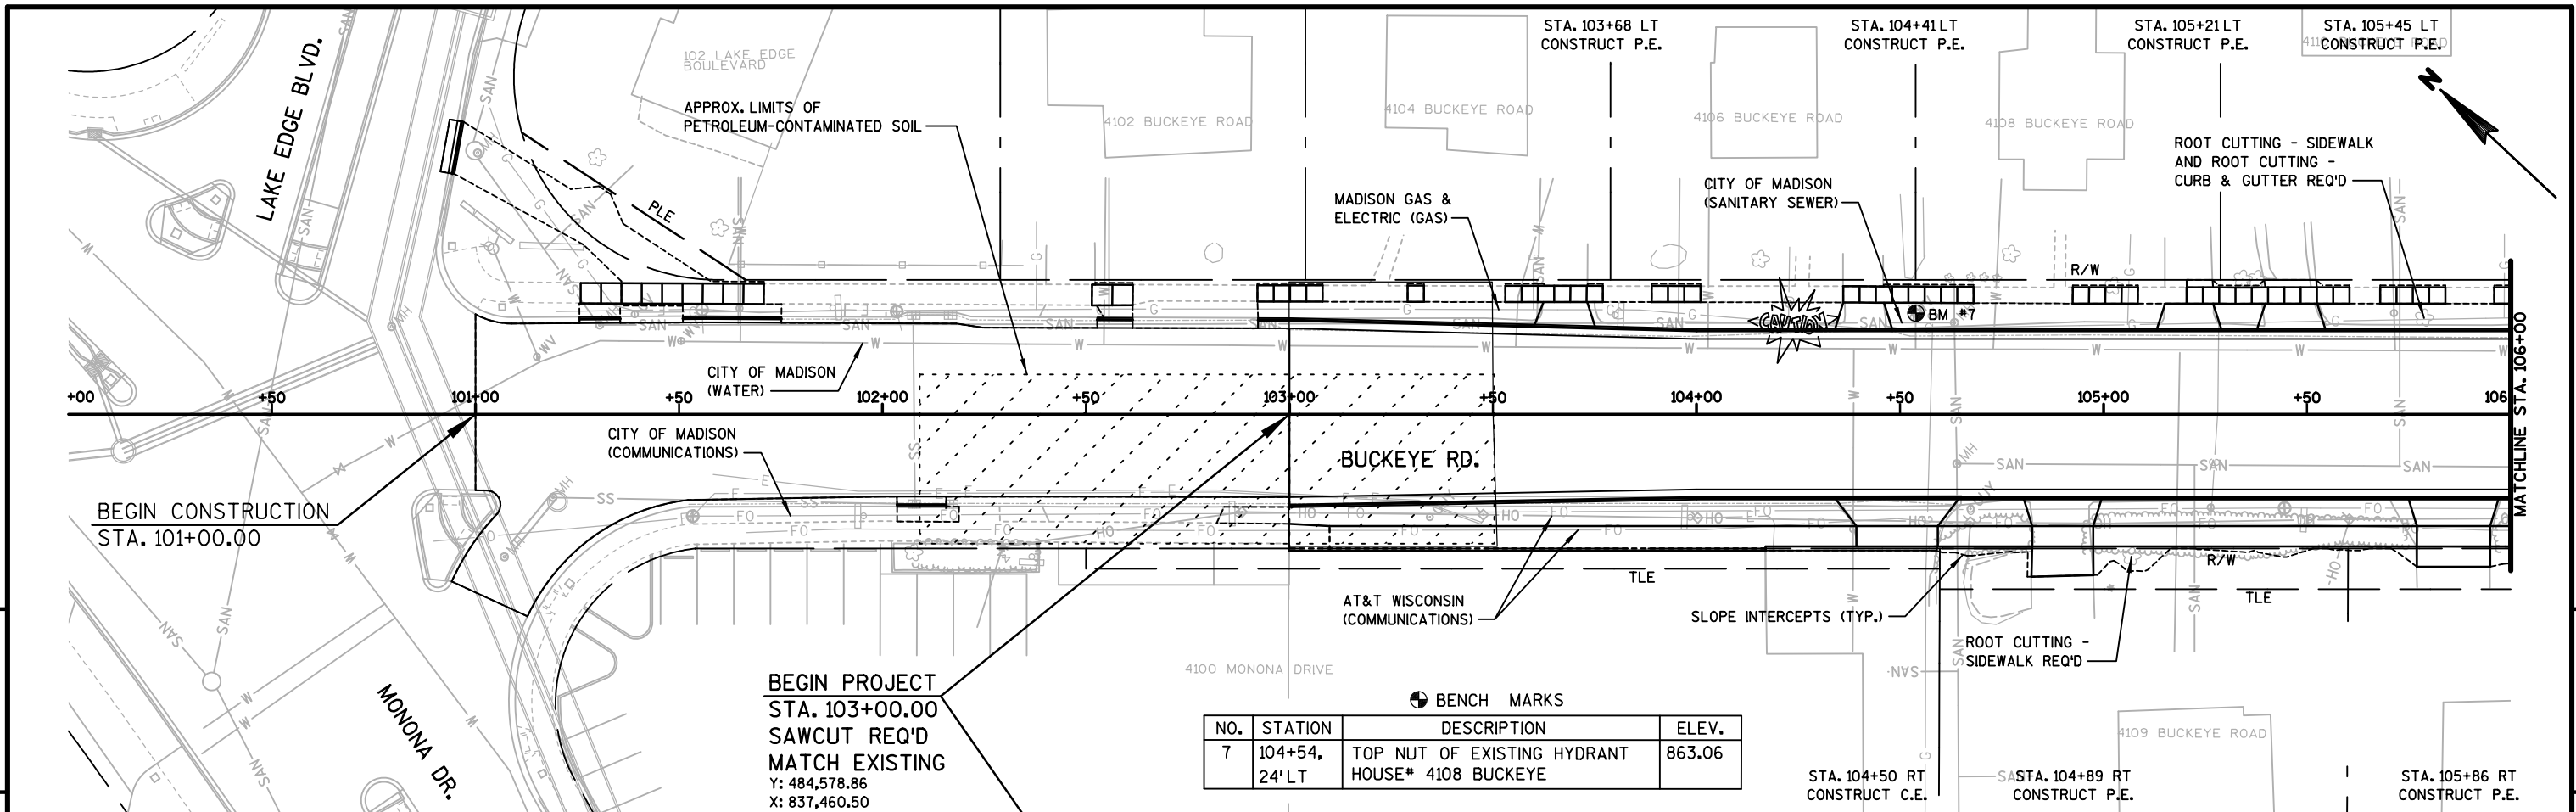 STA. 103+68 LT
CONSTRUCT P.E.
STA. 104+41 LT
CONSTRUCT P.E.
STA. 105+21 LT
CONSTRUCT P.E.
STA. 105+45 LT
CONSTRUCT P.E.
LAKE EDGE BLVD.
102 LAKE EDGE
BOULEVARD
N
APPROX. LIMITS OF
PETROLEUM-CONTAMINATED SOIL
4102 BUCKEYE ROAD
4104 BUCKEYE ROAD
4106 BUCKEYE ROAD
4108 BUCKEYE ROAD
ROOT CUTTING - SIDEWALK
AND ROOT CUTTING -
CURB & GUTTER REQ'D
MADISON GAS &
ELECTRIC (GAS)
CITY OF MADISON
(SANITARY SEWER)
PLE
R/W
CAUTION
BM #7
CITY OF MADISON
(WATER)
+00
+50
101+00
+50
102+00
+50
103+00
+50
104+00
+50
105+00
+50
106
MATCHLINE STA. 106+00
CITY OF MADISON
(COMMUNICATIONS)
BUCKEYE RD.
BEGIN CONSTRUCTION
STA. 101+00.00
TLE
R/W
TLE
AT&T WISCONSIN
(COMMUNICATIONS)
SLOPE INTERCEPTS (TYP.)
ROOT CUTTING -
SIDEWALK REQ'D
4100 MONONA DRIVE
MONONA DR.
BEGIN PROJECT
STA. 103+00.00
SAWCUT REQ'D
MATCH EXISTING
Y: 484,578.86
X: 837,460.50
BENCH MARKS
NO. STATION DESCRIPTION ELEV.
7 104+54, TOP NUT OF EXISTING HYDRANT 863.06
24' LT HOUSE# 4108 BUCKEYE
4109 BUCKEYE ROAD
STA. 104+50 RT
CONSTRUCT C.E.
STA. 104+89 RT
CONSTRUCT P.E.
STA. 105+86 RT
CONSTRUCT P.E.